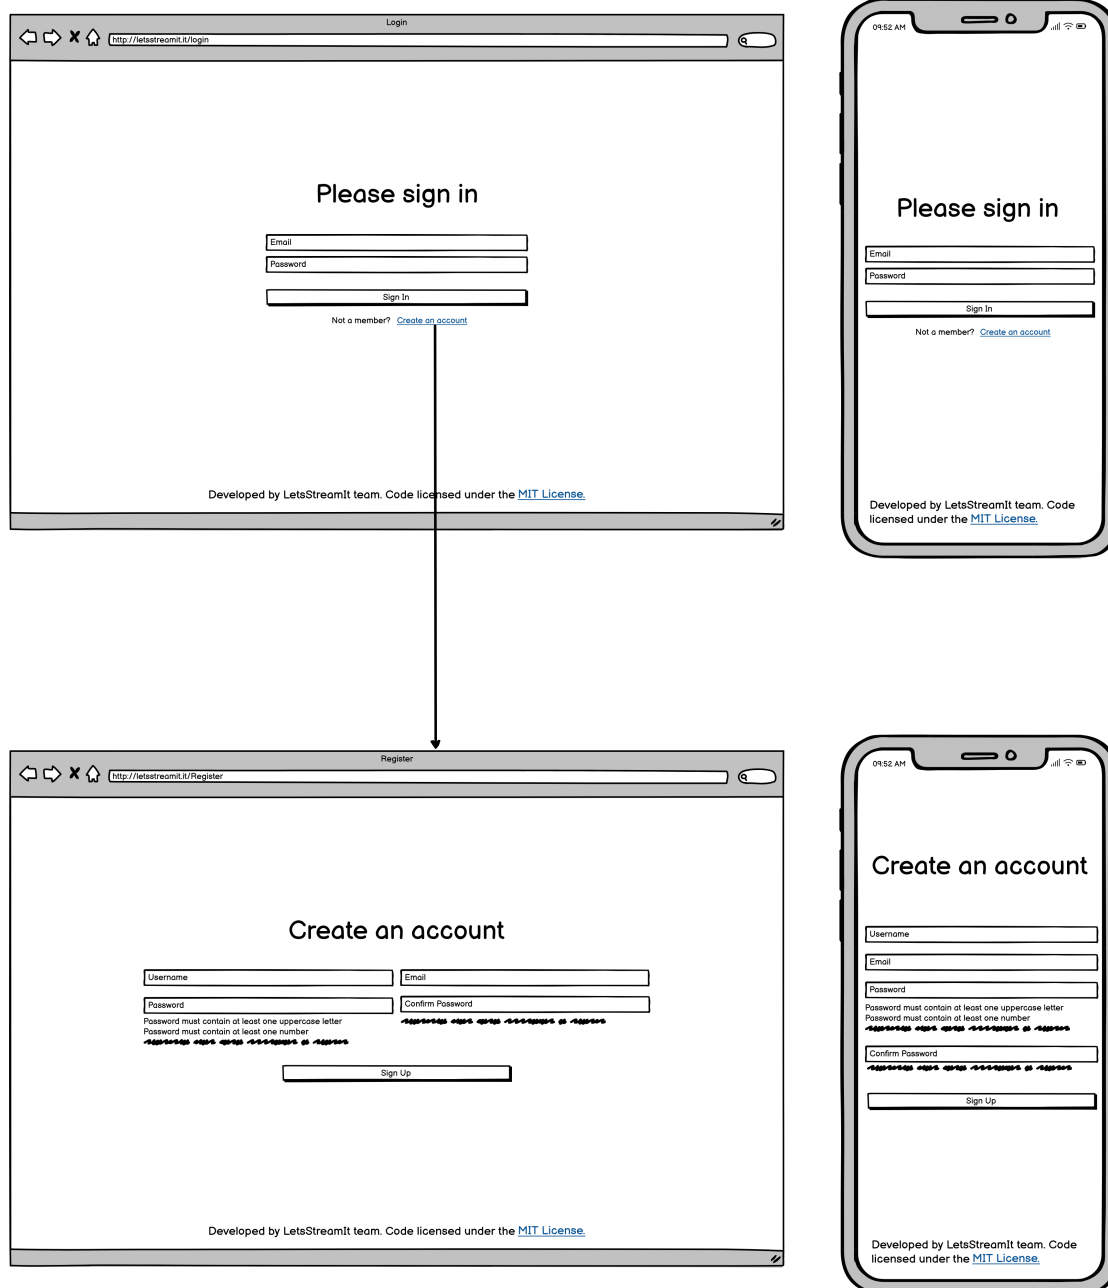 Login
http://letsstreamit.it/login
Please sign in
Email
Password
Sign In
Not a member? Create an account
Developed by LetsStreamIt team. Code licensed under the MIT License.
09:52 AM
Please sign in
Email
Password
Sign In
Not a member? Create an account
Developed by LetsStreamIt team. Code
licensed under the MIT License.
Register
http://letsstreamit.it/Register
Create an account
Username
Email
Password
Confirm Password
Password must contain at least one uppercase letter
Password must contain at least one number
Sign Up
Developed by LetsStreamIt team. Code licensed under the MIT License.
09:52 AM
Create an account
Username
Email
Password
Password must contain at least one uppercase letter
Password must contain at least one number
Confirm Password
Sign Up
Developed by LetsStreamIt team. Code
licensed under the MIT License.